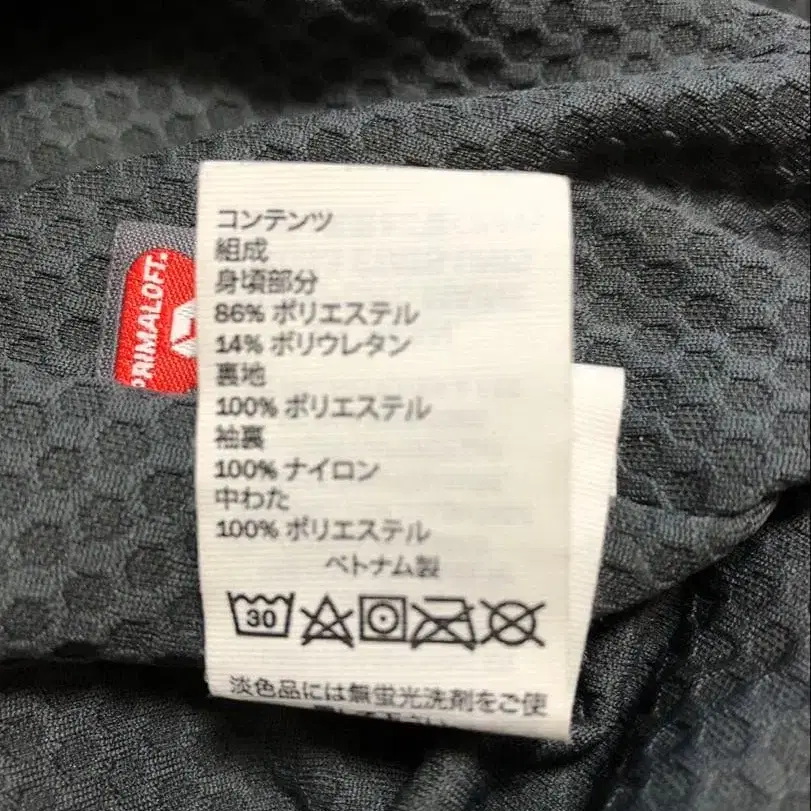 コンテンツ
組成
身頃部分
86% ポリエステル
14% ポリウレタン
裏地
100% ポリエステル
袖裏
100% ナイロン
中わた
100% ポリエステル
ベトナム製
30
淡色品には無蛍光洗剤をご使
PRIMALOFT